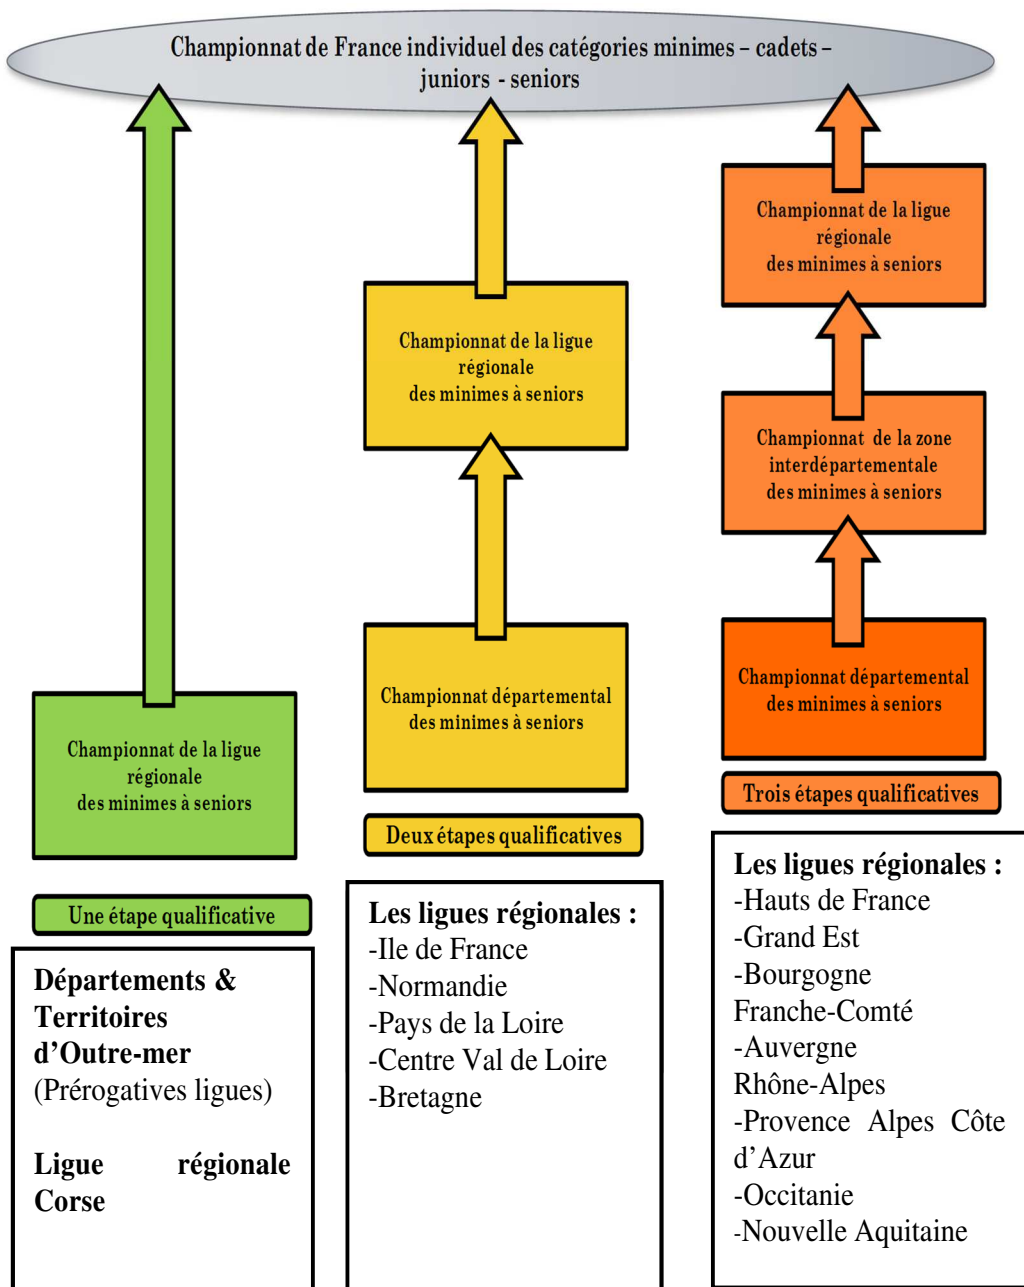 Championnat de France individuel des catégories minimes – cadets –
juniors - seniors
Championnat de la ligue
régionale
des minimes à seniors
Une étape qualificative
Départements &
Territoires
d’Outre-mer
(Prérogatives ligues)
Ligue régionale
Corse
Championnat de la ligue
régionale
des minimes à seniors
Championnat départemental
des minimes à seniors
Deux étapes qualificatives
Les ligues régionales :
-Ile de France
-Normandie
-Pays de la Loire
-Centre Val de Loire
-Bretagne
Championnat de la ligue
régionale
des minimes à seniors
Championnat de la zone
interdépartementale
des minimes à seniors
Championnat départemental
des minimes à seniors
Trois étapes qualificatives
Les ligues régionales :
-Hauts de France
-Grand Est
-Bourgogne
Franche-Comté
-Auvergne
Rhône-Alpes
-Provence Alpes Côte
d’Azur
-Occitanie
-Nouvelle Aquitaine